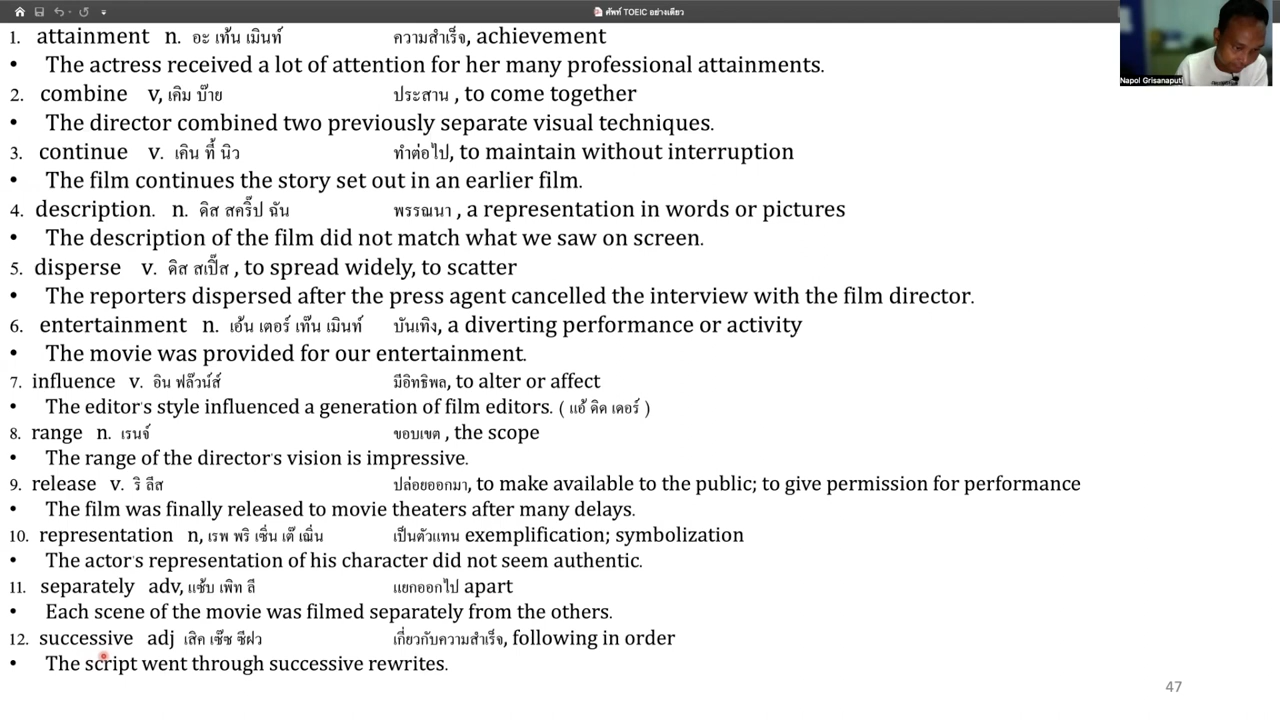 ศัพท์ TOEIC อย่างเดียว
Napol Grisanaputi
1. attainment n. อะ เท้น เมินท์ ความสำเร็จ, achievement
• The actress received a lot of attention for her many professional attainments.
2. combine v, เคิม บ๊าย ประสาน , to come together
• The director combined two previously separate visual techniques.
3. continue v. เคิน ทิ้ นิว ทำต่อไป, to maintain without interruption
• The film continues the story set out in an earlier film.
4. description. n. ดิส สคริ๊ป ฉัน พรรณนา , a representation in words or pictures
• The description of the film did not match what we saw on screen.
5. disperse v. ดิส สเปิ๊ส , to spread widely, to scatter
• The reporters dispersed after the press agent cancelled the interview with the film director.
6. entertainment n. เอ้น เตอร์ เท๊น เมินท์ บันเทิง, a diverting performance or activity
• The movie was provided for our entertainment.
7. influence v. อิน ฟล๊วน์ส์ มีอิทธิพล, to alter or affect
• The editor's style influenced a generation of film editors. ( แอ้ ดิด เดอร์ )
8. range n. เรนจ์ ขอบเขต , the scope
• The range of the director's vision is impressive.
9. release v. ริ ลีส ปล่อยออกมา, to make available to the public; to give permission for performance
• The film was finally released to movie theaters after many delays.
10. representation n, เรพ พริ เซิ่น เต๊ เฉิ่น เป็นตัวแทน exemplification; symbolization
• The actor's representation of his character did not seem authentic.
11. separately adv, แซ้บ เพิท ลี แยกออกไป apart
• Each scene of the movie was filmed separately from the others.
12. successive adj เสิค เซ๊ซ ซีฝว เกี่ยวกับความสำเร็จ, following in order
• The script went through successive rewrites.
47